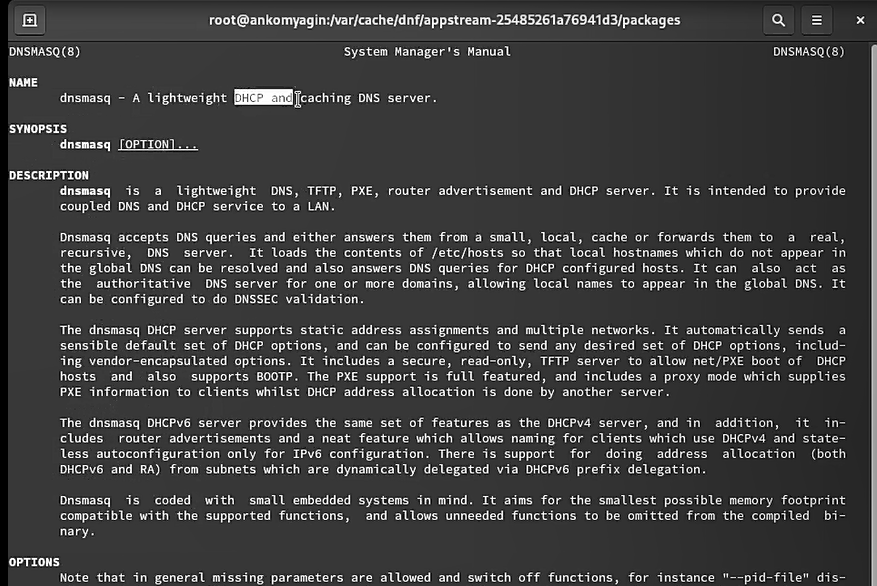 root@ankomyagin:/var/cache/dnf/appstream-25485261a76941d3/packages
DNSMASQ(8) System Manager's Manual DNSMASQ(8)
NAME
dnsmasq - A lightweight DHCP and caching DNS server.
SYNOPSIS
dnsmasq [OPTION]...
DESCRIPTION
dnsmasq is a lightweight DNS, TFTP, PXE, router advertisement and DHCP server. It is intended to provide
coupled DNS and DHCP service to a LAN.
Dnsmasq accepts DNS queries and either answers them from a small, local, cache or forwards them to a real,
recursive, DNS server. It loads the contents of /etc/hosts so that local hostnames which do not appear in
the global DNS can be resolved and also answers DNS queries for DHCP configured hosts. It can also act as
the authoritative DNS server for one or more domains, allowing local names to appear in the global DNS. It
can be configured to do DNSSEC validation.
The dnsmasq DHCP server supports static address assignments and multiple networks. It automatically sends a
sensible default set of DHCP options, and can be configured to send any desired set of DHCP options, includ-
ing vendor-encapsulated options. It includes a secure, read-only, TFTP server to allow net/PXE boot of DHCP
hosts and also supports BOOTP. The PXE support is full featured, and includes a proxy mode which supplies
PXE information to clients whilst DHCP address allocation is done by another server.
The dnsmasq DHCPv6 server provides the same set of features as the DHCPv4 server, and in addition, it in-
cludes router advertisements and a neat feature which allows naming for clients which use DHCPv4 and state-
less autoconfiguration only for IPv6 configuration. There is support for doing address allocation (both
DHCPv6 and RA) from subnets which are dynamically delegated via DHCPv6 prefix delegation.
Dnsmasq is coded with small embedded systems in mind. It aims for the smallest possible memory footprint
compatible with the supported functions, and allows unneeded functions to be omitted from the compiled bi-
nary.
OPTIONS
Note that in general missing parameters are allowed and switch off functions, for instance "--pid-file" dis-